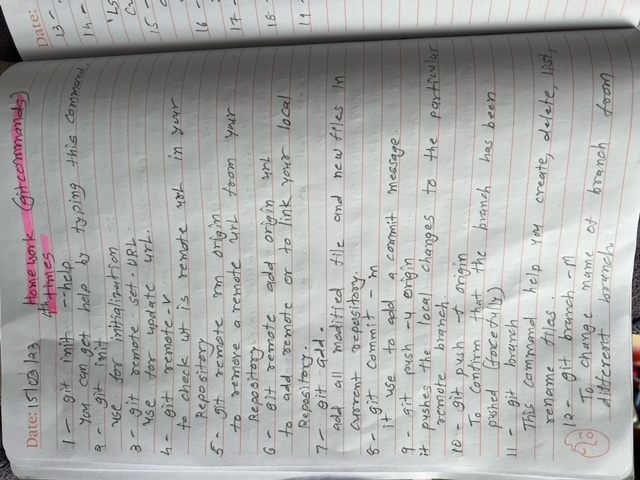 Date: 15/03/23 Home work (git commands)
4th times
1 - git init --help
You can get help by typing this command.
2 - git init
use for initialization
3 - git remote set-URL
Use for update url.
4 - git remote -v
to check wt is remote url in your
Repository
5 - git remote rm origin
to remove a remote url from your
Repository
6 - git remote add origin url
to add remote or to link your local
Repository.
7 - git add .
add all modified file and new files In
current repository.
8 - git commit -m
it use to add a commit message.
9 - git push -u origin
it pushes the local changes to the particular
remote branch.
10 - git push -f origin
To confirm that the branch has been
pushed (forcefully)
11 - git branch
This command help you create, delete, list,
rename files.
12 - git branch -M
To change name of branch from
different branch
Date:
13 -
14 -
15 -
16 -
17 -
18 -
19 -